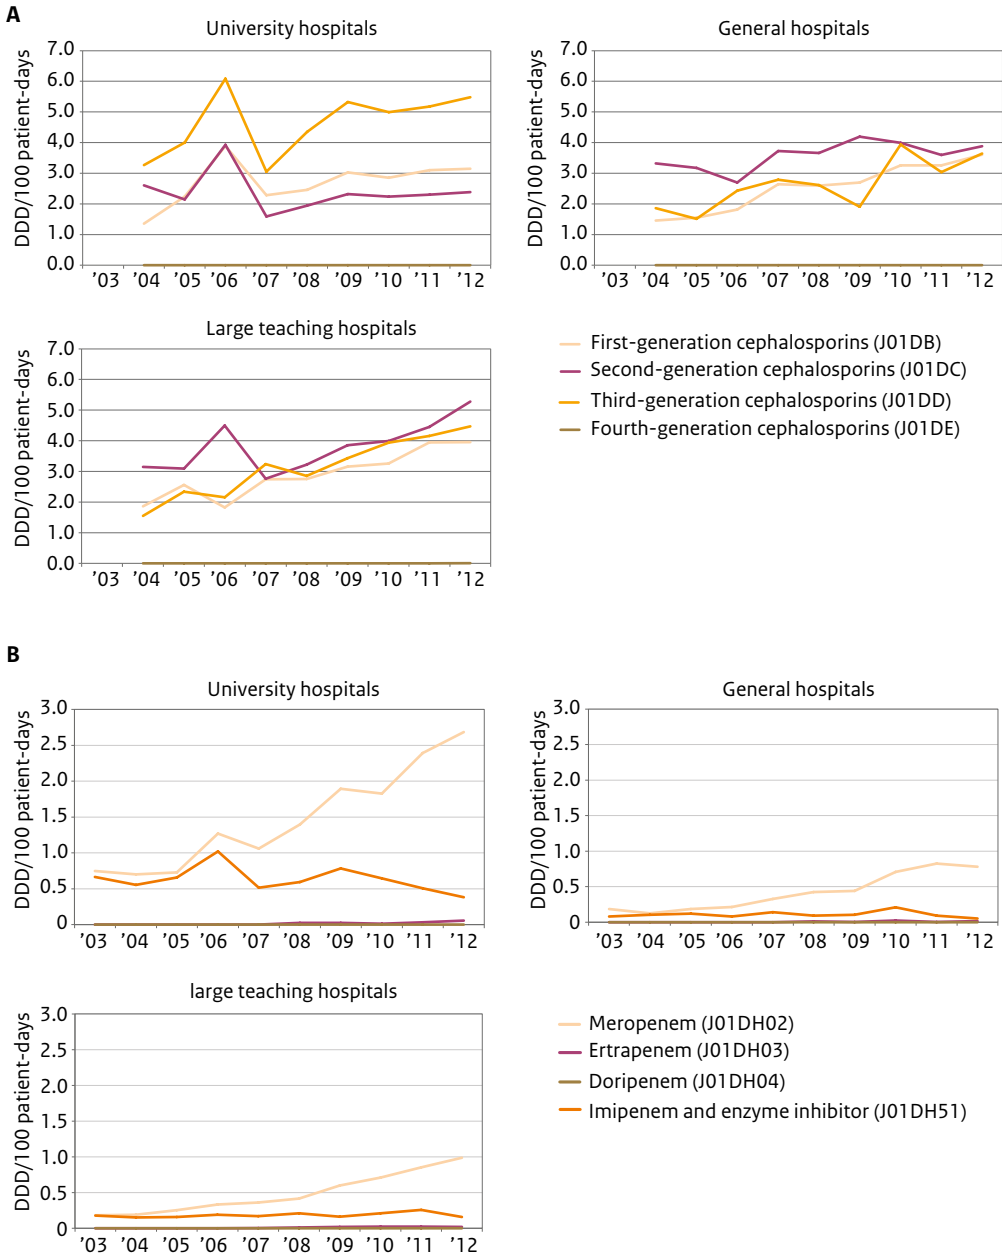 A
University hospitals
DDD/100 patient-days
7.0
6.0
5.0
4.0
3.0
2.0
1.0
0.0
’03 ’04 ’05 ’06 ’07 ’08 ’09 ’10 ’11 ’12
General hospitals
DDD/100 patient-days
7.0
6.0
5.0
4.0
3.0
2.0
1.0
0.0
’03 ’04 ’05 ’06 ’07 ’08 ’09 ’10 ’11 ’12
Large teaching hospitals
DDD/100 patient-days
7.0
6.0
5.0
4.0
3.0
2.0
1.0
0.0
’03 ’04 ’05 ’06 ’07 ’08 ’09 ’10 ’11 ’12
First-generation cephalosporins (J01DB)
Second-generation cephalosporins (J01DC)
Third-generation cephalosporins (J01DD)
Fourth-generation cephalosporins (J01DE)
B
University hospitals
DDD/100 patient-days
3.0
2.5
2.0
1.5
1.0
0.5
0
’03 ’04 ’05 ’06 ’07 ’08 ’09 ’10 ’11 ’12
General hospitals
DDD/100 patient-days
3.0
2.5
2.0
1.5
1.0
0.5
0
’03 ’04 ’05 ’06 ’07 ’08 ’09 ’10 ’11 ’12
large teaching hospitals
DDD/100 patient-days
3.0
2.5
2.0
1.5
1.0
0.5
0
’03 ’04 ’05 ’06 ’07 ’08 ’09 ’10 ’11 ’12
Meropenem (J01DH02)
Ertrapenem (J01DH03)
Doripenem (J01DH04)
Imipenem and enzyme inhibitor (J01DH51)